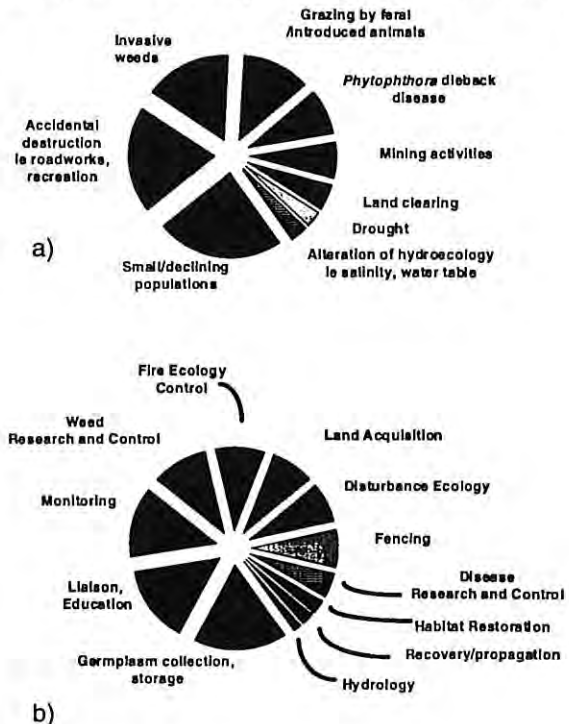 Grazing by feral
/introduced animals
Invasive
weeds
Phytophthora dieback
disease
Accidental
destruction
ie roadworks,
recreation
Mining activities
Land clearing
Drought
a)
Small/declining
populations
Alteration of hydroecology
ie salinity, water table
Fire Ecology
Control
Weed
Research and Control
Land Acquisition
Disturbance Ecology
Monitoring
Fencing
Disease
Research and Control
Liaison,
Education
Habitat Restoration
Recovery/propagation
Germplasm collection,
storage
Hydrology
b)